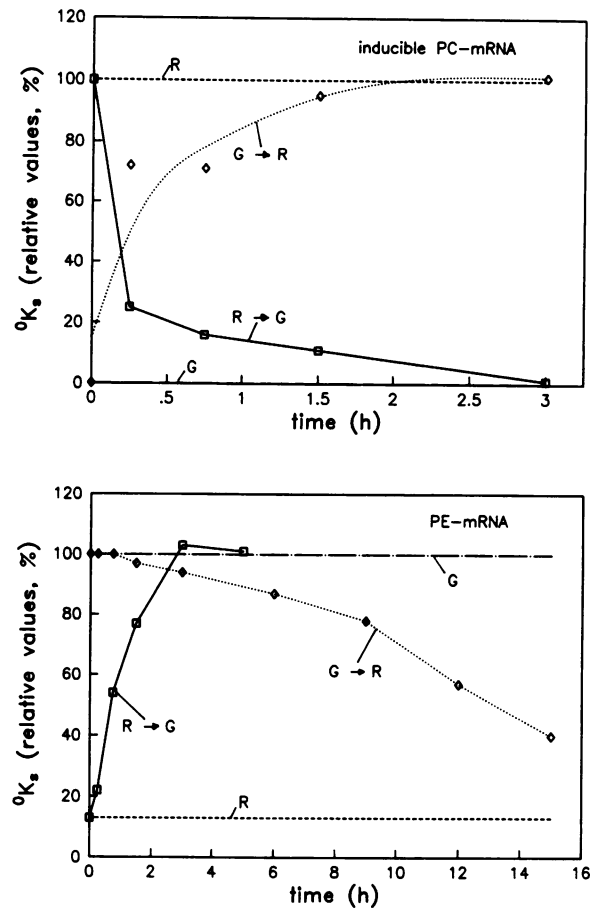 120
100
80
60
40
20
0
⁰Kₛ (relative values, %)
inducible PC-mRNA
R
G → R
R → G
G
0 .5 1 1.5 2 2.5 3
time (h)
120
100
80
60
40
20
0
⁰Kₛ (relative values, %)
PE-mRNA
G
G → R
R → G
R
0 2 4 6 8 10 12 14 16
time (h)